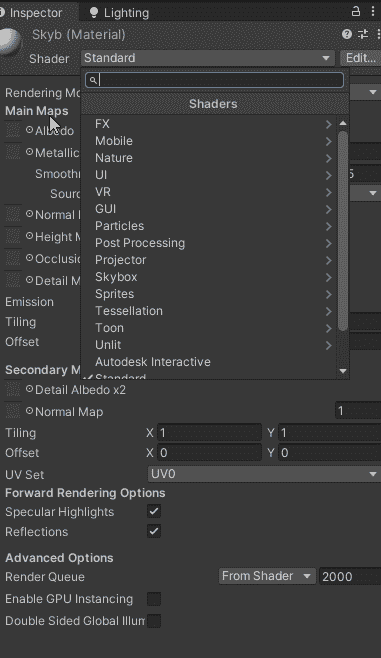 Inspector Lighting
Skyb (Material)
Shader Standard Edit...
Rendering Mo
Shaders
Main Maps
FX
Albedo
Mobile
Metallic
Nature
Smoothn
UI
5
Sourc
VR
Normal
GUI
Height M
Particles
Post Processing
Occlusio
Projector
Detail M
Skybox
Emission
Sprites
Tiling
Tessellation
Offset
Toon
Unlit
Autodesk Interactive
Secondary M
Standard
Detail Albedo x2
Normal Map 1
Tiling X 1 Y 1
Offset X 0 Y 0
UV Set UV0
Forward Rendering Options
Specular Highlights
Reflections
Advanced Options
Render Queue From Shader 2000
Enable GPU Instancing
Double Sided Global Illum